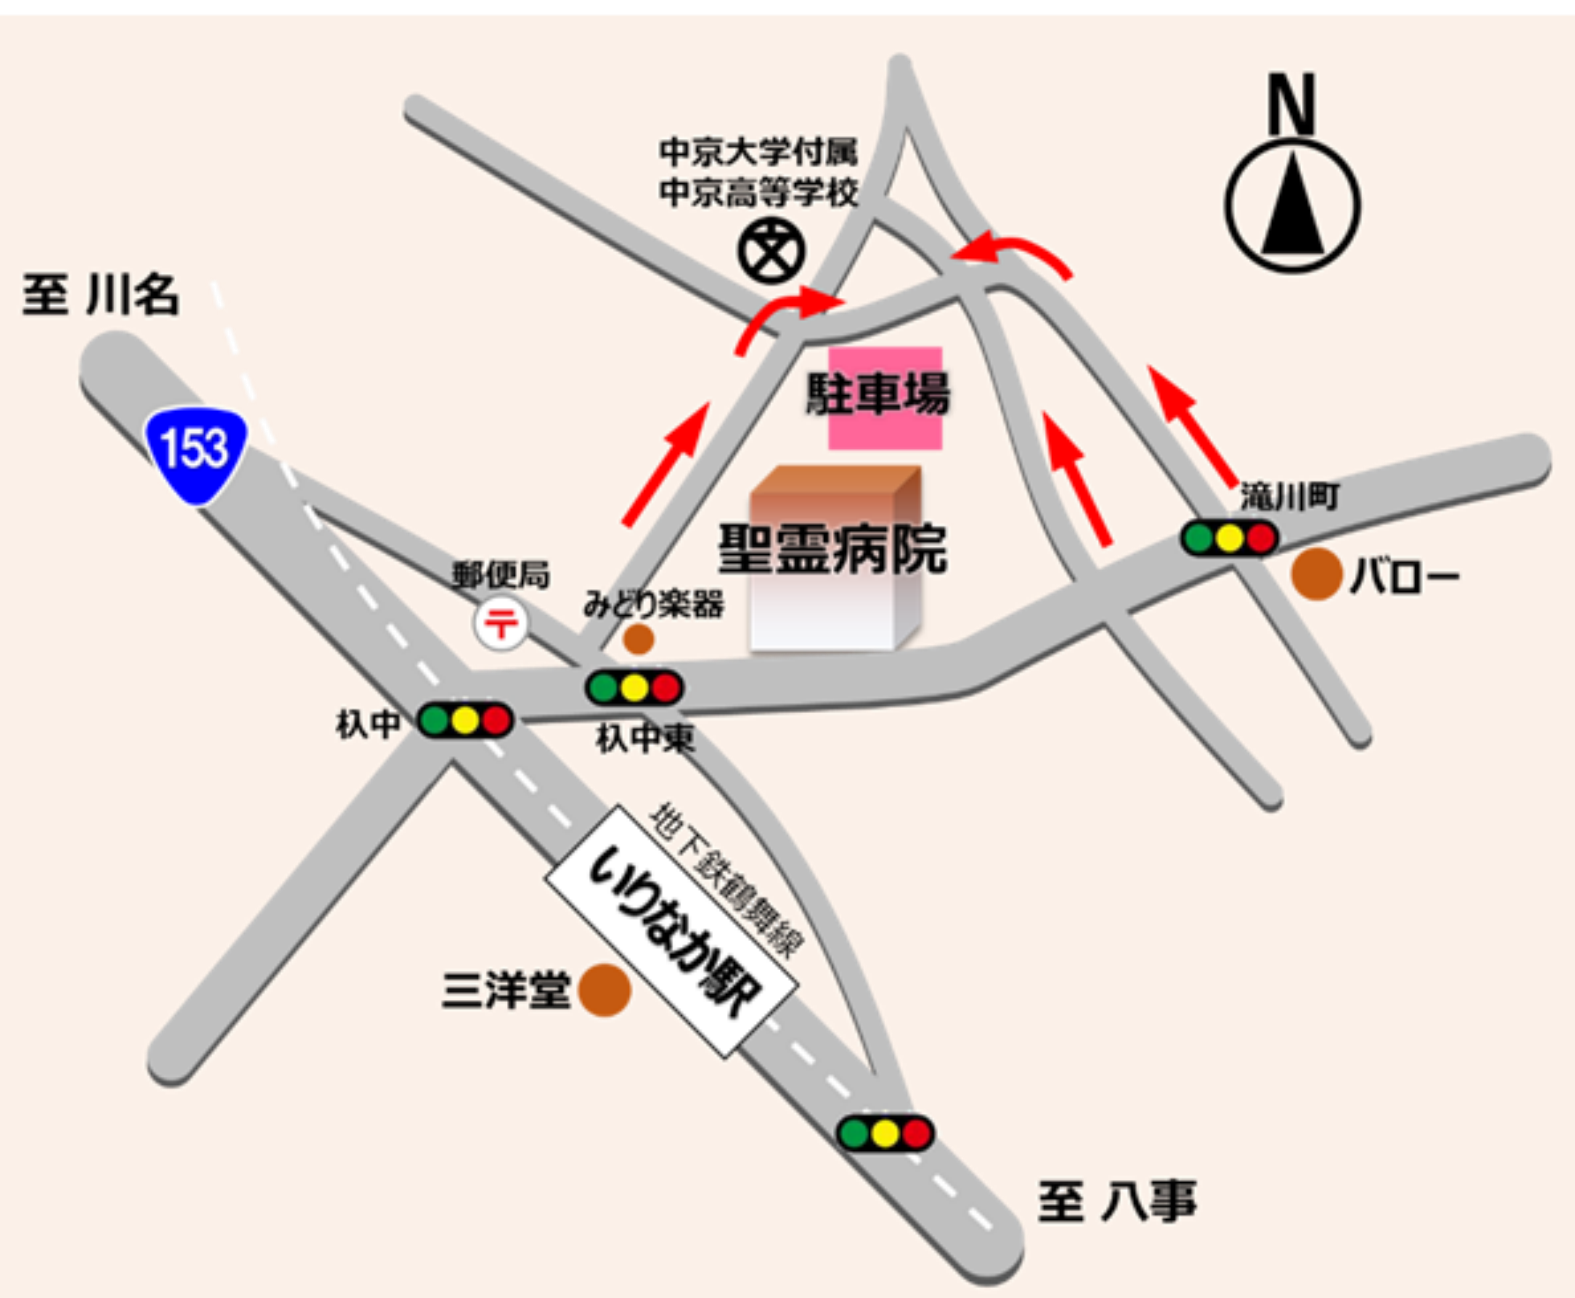 N
中京大学付属
中京高等学校
至 川名
駐車場
153
滝川町
聖霊病院
バロー
郵便局
〒
みどり楽器
杁中
杁中東
地下鉄鶴舞線
いりなか駅
三洋堂
至 八事